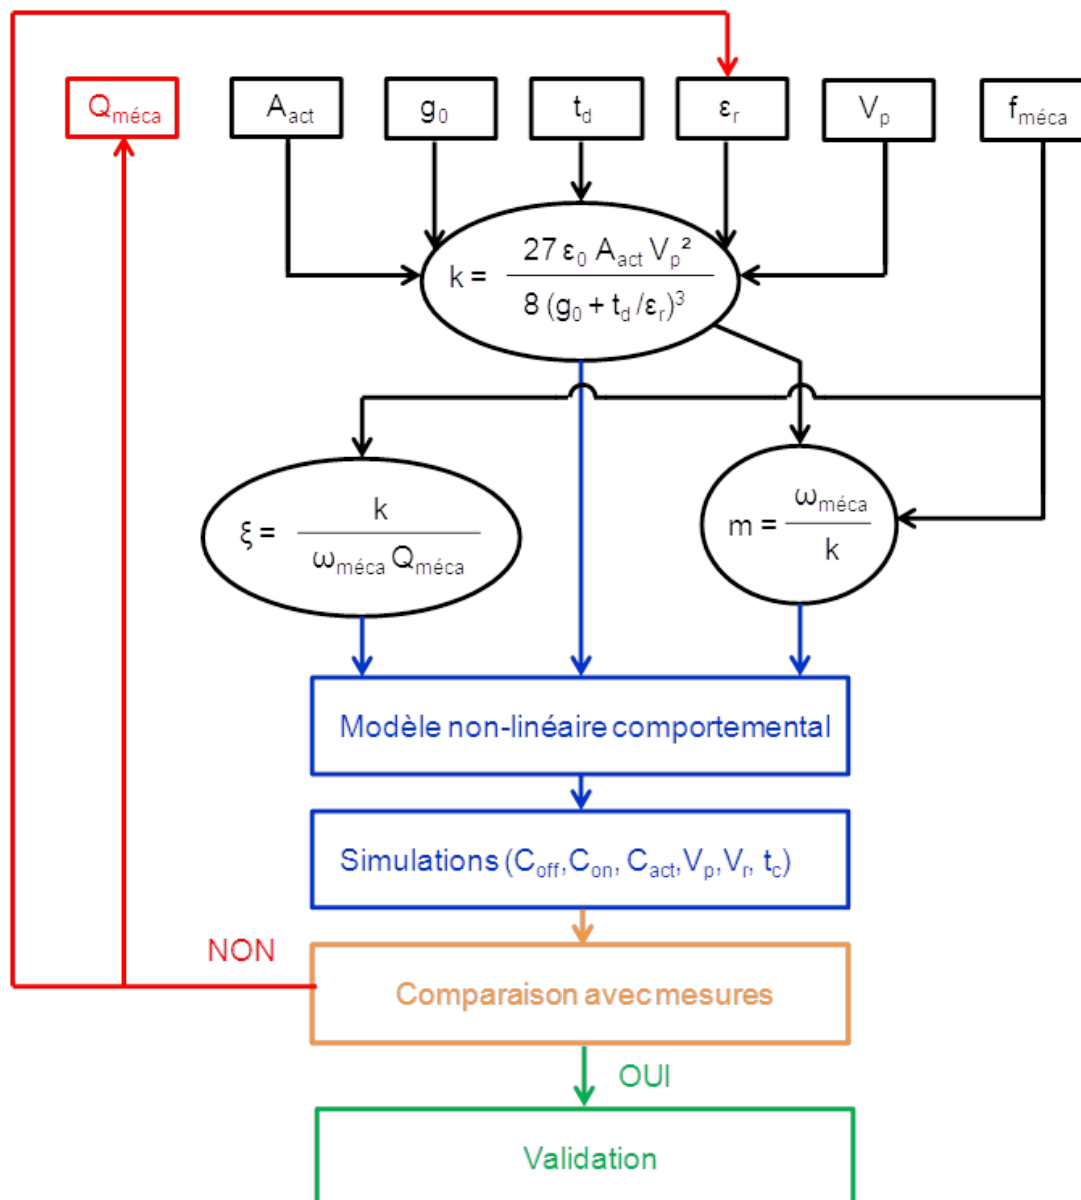 Qméca Aact g₀ td εr Vp fméca
k = 27 ε₀ Aact Vp² / 8 (g₀ + td /εr)³
ξ = k / ωméca Qméca
m = ωméca / k
Modèle non-linéaire comportemental
Simulations (Coff,Con, Cact,Vp,Vr, tc)
NON
Comparaison avec mesures
OUI
Validation